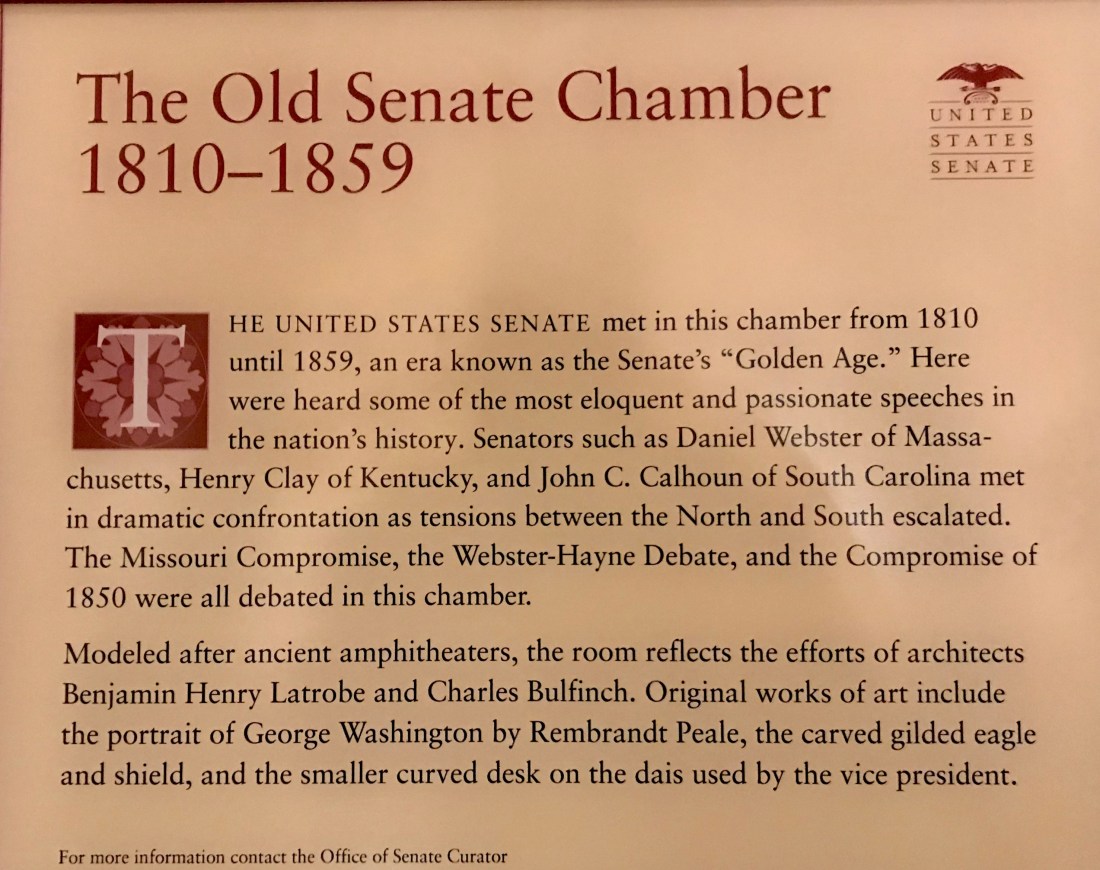 The Old Senate Chamber
1810–1859
UNITED
STATES
SENATE
THE UNITED STATES SENATE met in this chamber from 1810
until 1859, an era known as the Senate’s “Golden Age.” Here
were heard some of the most eloquent and passionate speeches in
the nation’s history. Senators such as Daniel Webster of Massa-
chusetts, Henry Clay of Kentucky, and John C. Calhoun of South Carolina met
in dramatic confrontation as tensions between the North and South escalated.
The Missouri Compromise, the Webster-Hayne Debate, and the Compromise of
1850 were all debated in this chamber.
Modeled after ancient amphitheaters, the room reflects the efforts of architects
Benjamin Henry Latrobe and Charles Bulfinch. Original works of art include
the portrait of George Washington by Rembrandt Peale, the carved gilded eagle
and shield, and the smaller curved desk on the dais used by the vice president.
For more information contact the Office of Senate Curator